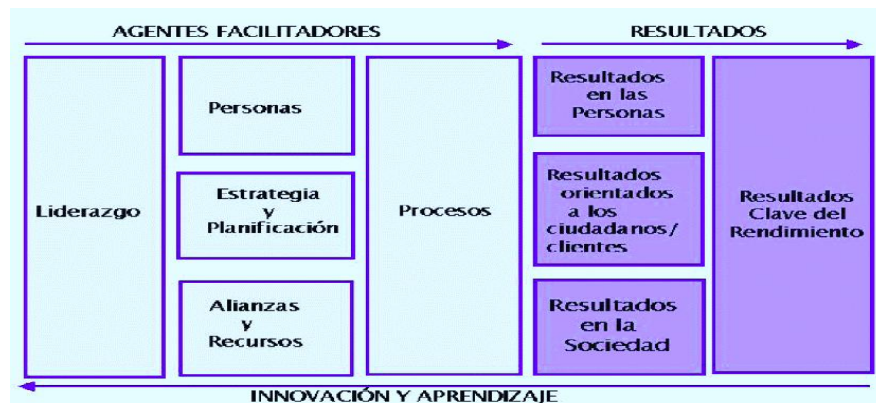 AGENTES FACILITADORES
RESULTADOS
Liderazgo
Personas
Estrategia
y
Planificación
Alianzas
y
Recursos
Procesos
Resultados
en las
Personas
Resultados
orientados
a los
ciudadanos/
clientes
Resultados
en la
Sociedad
Resultados
Clave del
Rendimiento
INNOVACIÓN Y APRENDIZAJE